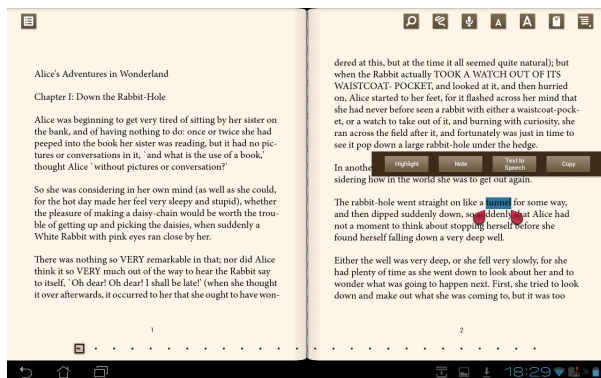 Alice's Adventures in Wonderland
Chapter I: Down the Rabbit-Hole
Alice was beginning to get very tired of sitting by her sister on
the bank, and of having nothing to do: once or twice she had
peeped into the book her sister was reading, but it had no pic-
tures or conversations in it, `and what is the use of a book,'
thought Alice `without pictures or conversation?'
So she was considering in her own mind (as well as she could,
for the hot day made her feel very sleepy and stupid), whether
the pleasure of making a daisy-chain would be worth the trou-
ble of getting up and picking the daisies, when suddenly a
White Rabbit with pink eyes ran close by her.
There was nothing so VERY remarkable in that; nor did Alice
think it so VERY much out of the way to hear the Rabbit say
to itself, `Oh dear! Oh dear! I shall be late!' (when she thought
it over afterwards, it occurred to her that she ought to have won-
1
A A
dered at this, but at the time it all seemed quite natural); but
when the Rabbit actually TOOK A WATCH OUT OF ITS
WAISTCOAT- POCKET, and looked at it, and then hurried
on, Alice started to her feet, for it flashed across her mind that
she had never before seen a rabbit with either a waistcoat-pock-
et, or a watch to take out of it, and burning with curiosity, she
ran across the field after it, and fortunately was just in time to
see it pop down a large rabbit-hole under the hedge.
Highlight Note Text to Speech Copy
In anothe
sidering how in the world she was to get out again.
The rabbit-hole went straight on like a tunnel for some way,
and then dipped suddenly down, so suddenly that Alice had
not a moment to think about stopping herself before she
found herself falling down a very deep well.
Either the well was very deep, or she fell very slowly, for she
had plenty of time as she went down to look about her and to
wonder what was going to happen next. First, she tried to look
down and make out what she was coming to, but it was too
2
18:29